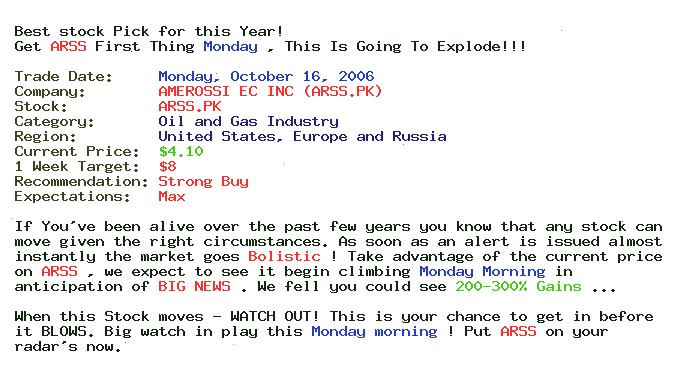 Best stock Pick for this Year!
Get ARSS First Thing Monday , This Is Going To Explode!!!
Trade Date: Monday, October 16, 2006
Company: AMEROSSI EC INC (ARSS.PK)
Stock: ARSS.PK
Category: Oil and Gas Industry
Region: United States, Europe and Russia
Current Price: $4.10
1 Week Target: $8
Recommendation: Strong Buy
Expectations: Max
If You've been alive over the past few years you know that any stock can
move given the right circumstances. As soon as an alert is issued almost
instantly the market goes Bolistic ! Take advantage of the current price
on ARSS , we expect to see it begin climbing Monday Morning in
anticipation of BIG NEWS . We fell you could see 200-300% Gains ...
When this Stock moves - WATCH OUT! This is your chance to get in before
it BLOWS. Big watch in play this Monday morning ! Put ARSS on your
radar's now.